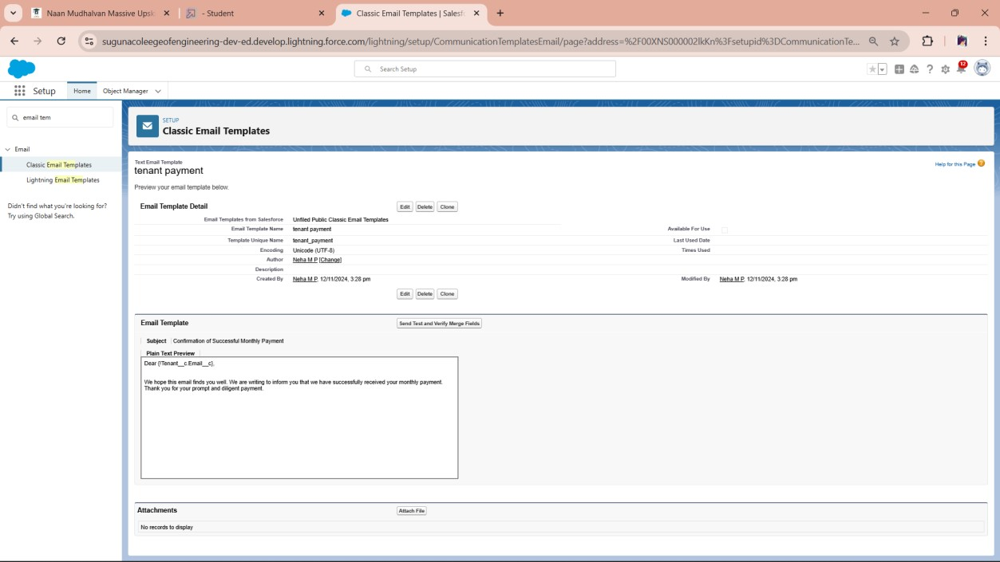 Naan Mudhalvan Massive Upsk
- Student
Classic Email Templates | Salesf
sugunacoleegeofengineering-dev-ed.develop.lightning.force.com/lightning/setup/CommunicationTemplatesEmail/page?address=%2F00XNS000002lkKn%3Fsetupid%3DCommunicationTe...
Search Setup
12
Setup
Home
Object Manager
email tem
Email
Classic Email Templates
Lightning Email Templates
Didn't find what you're looking for?
Try using Global Search.
SETUP
Classic Email Templates
Text Email Template
tenant payment
Help for this Page
Preview your email template below.
Email Template Detail
Edit Delete Clone
Email Templates from Salesforce Unfiled Public Classic Email Templates
Email Template Name tenant payment Available For Use
Template Unique Name tenant_payment Last Used Date
Encoding Unicode (UTF-8) Times Used
Author Neha M P [Change]
Description
Created By Neha M P, 12/11/2024, 3:28 pm Modified By Neha M P, 12/11/2024, 3:28 pm
Edit Delete Clone
Email Template
Send Test and Verify Merge Fields
Subject Confirmation of Successful Monthly Payment
Plain Text Preview
Dear {!Tenant__c.Email__c},
We hope this email finds you well. We are writing to inform you that we have successfully received your monthly payment.
Thank you for your prompt and diligent payment.
Attachments
Attach File
No records to display